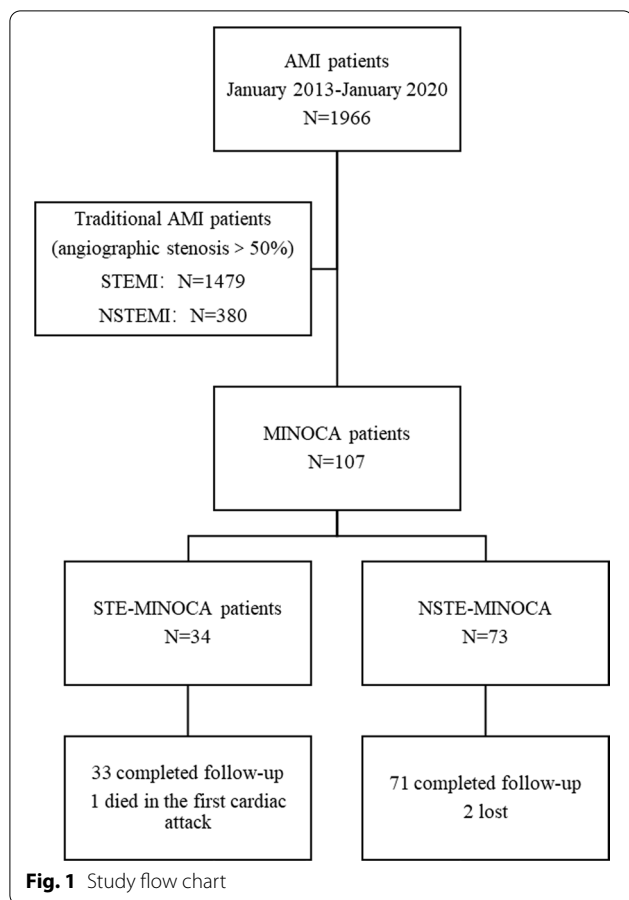 AMI patients
January 2013-January 2020
N=1966
Traditional AMI patients
(angiographic stenosis > 50%)
STEMI： N=1479
NSTEMI： N=380
MINOCA patients
N=107
STE-MINOCA patients
N=34
NSTE-MINOCA
N=73
33 completed follow-up
1 died in the first cardiac
attack
71 completed follow-up
2 lost
Fig. 1 Study flow chart